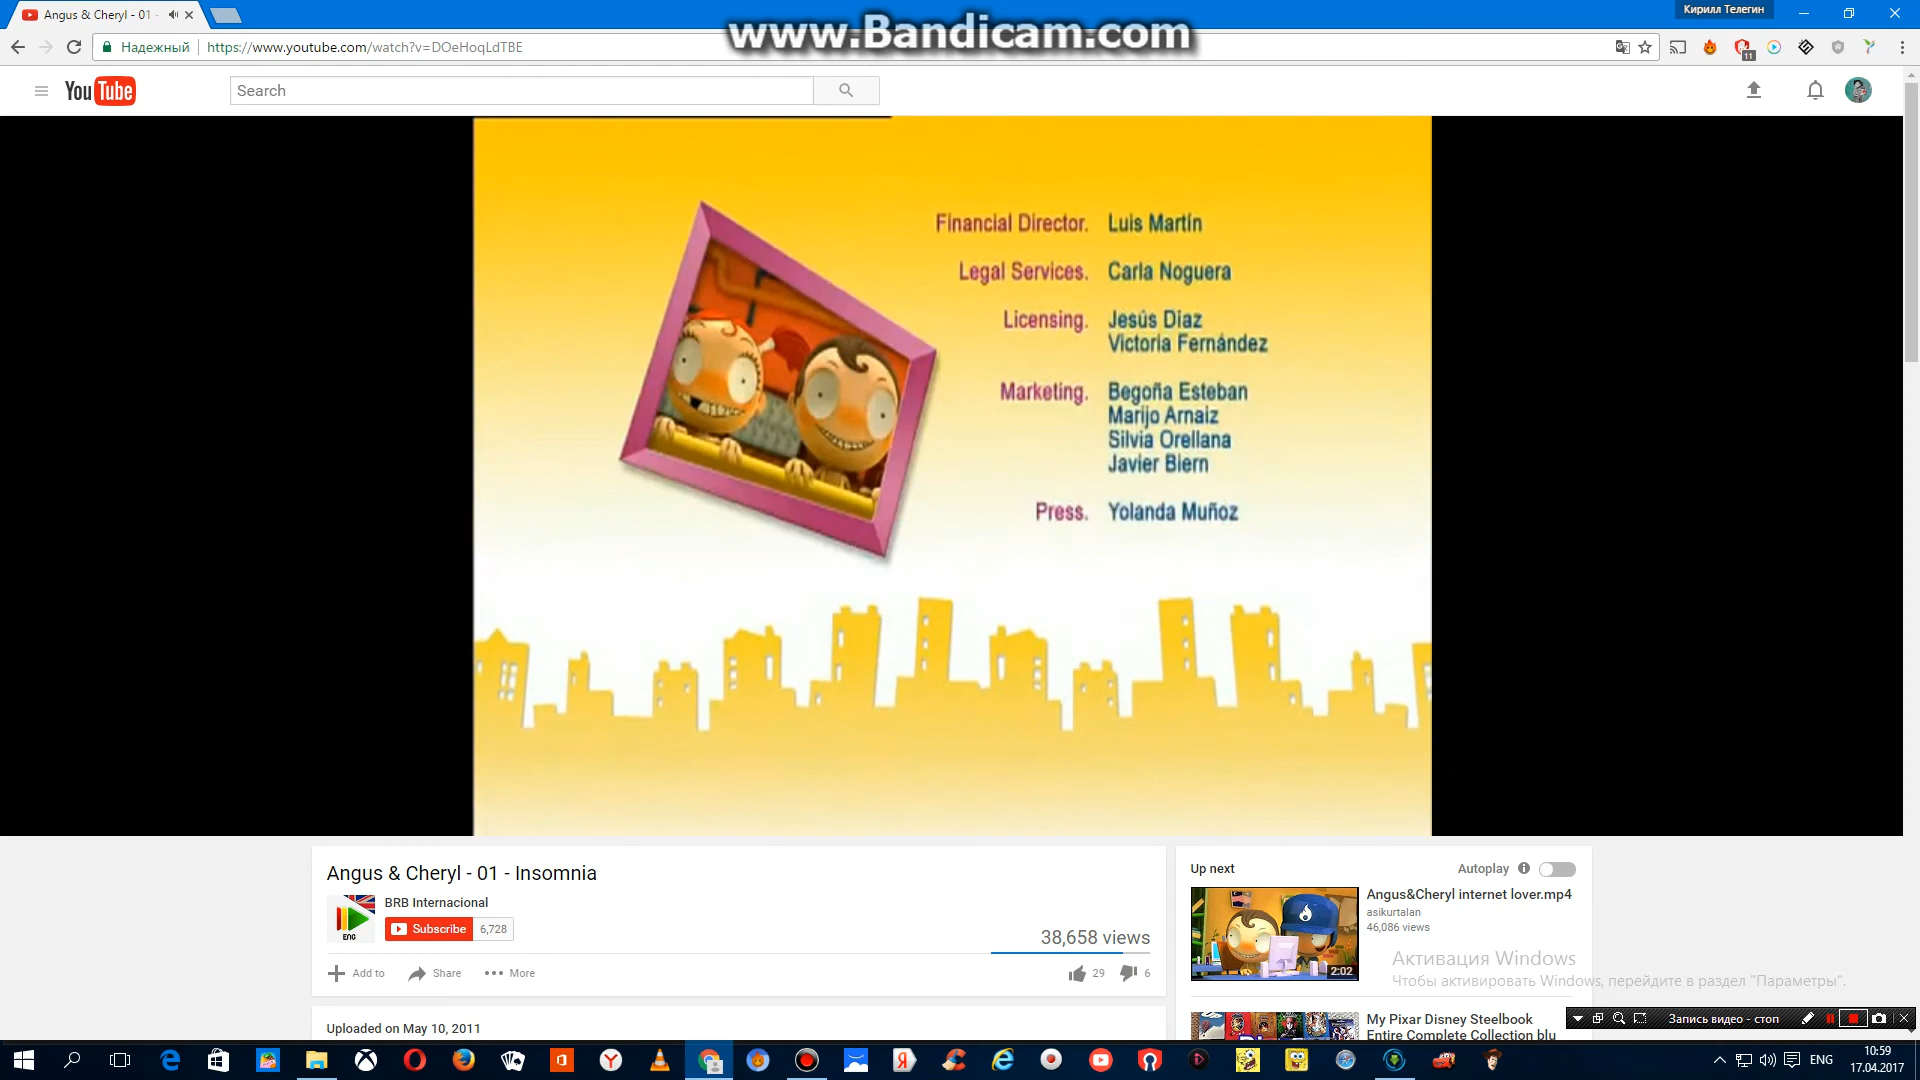 Angus & Cheryl - 01 -
www.Bandicam.com
Кирилл Телегин
Надежный
https://www.youtube.com/watch?v=DOeHoqLdTBE
11
YouTube
Search
Financial Director. Luis Martín
Legal Services. Carla Noguera
Licensing. Jesús Díaz
Victoria Fernández
Marketing. Begoña Esteban
Marijo Arnaiz
Silvia Orellana
Javier Biern
Press. Yolanda Muñoz
Angus & Cheryl - 01 - Insomnia
ENG
BRB Internacional
Subscribe 6,728
38,658 views
Add to
Share
More
29
6
Uploaded on May 10, 2011
Up next
Autoplay
2:02
Angus&Cheryl internet lover.mp4
asikurtalan
46,086 views
Активация Windows
Чтобы активировать Windows, перейдите в раздел "Параметры".
My Pixar Disney Steelbook
Entire Complete Collection blu
Запись видео - стоп
ENG
10:59
17.04.2017